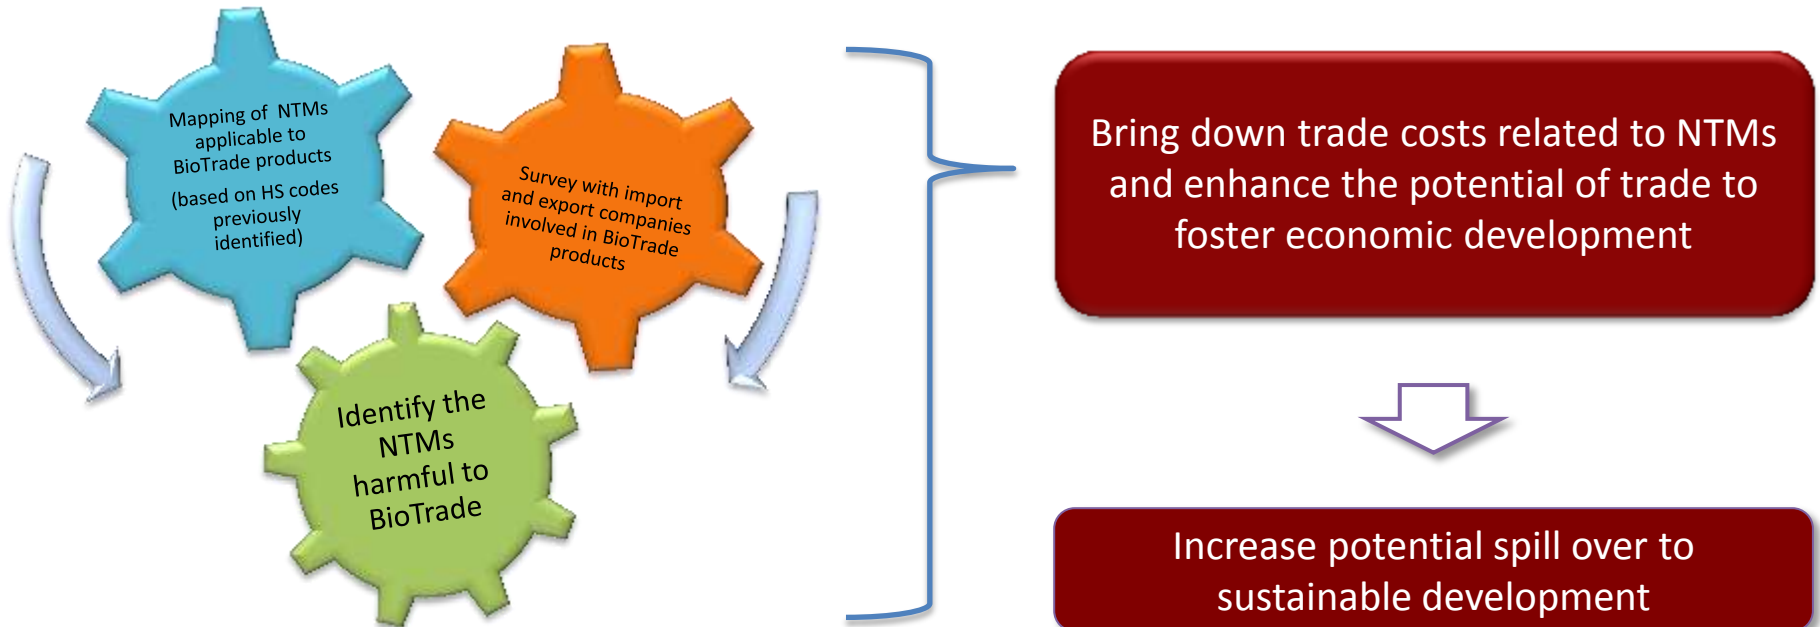 Mapping of NTMs
applicable to
BioTrade products
(based on HS codes
previously
identified)
Survey with import
and export companies
involved in BioTrade
products
Identify the
NTMs
harmful to
BioTrade
Bring down trade costs related to NTMs
and enhance the potential of trade to
foster economic development
Increase potential spill over to
sustainable development